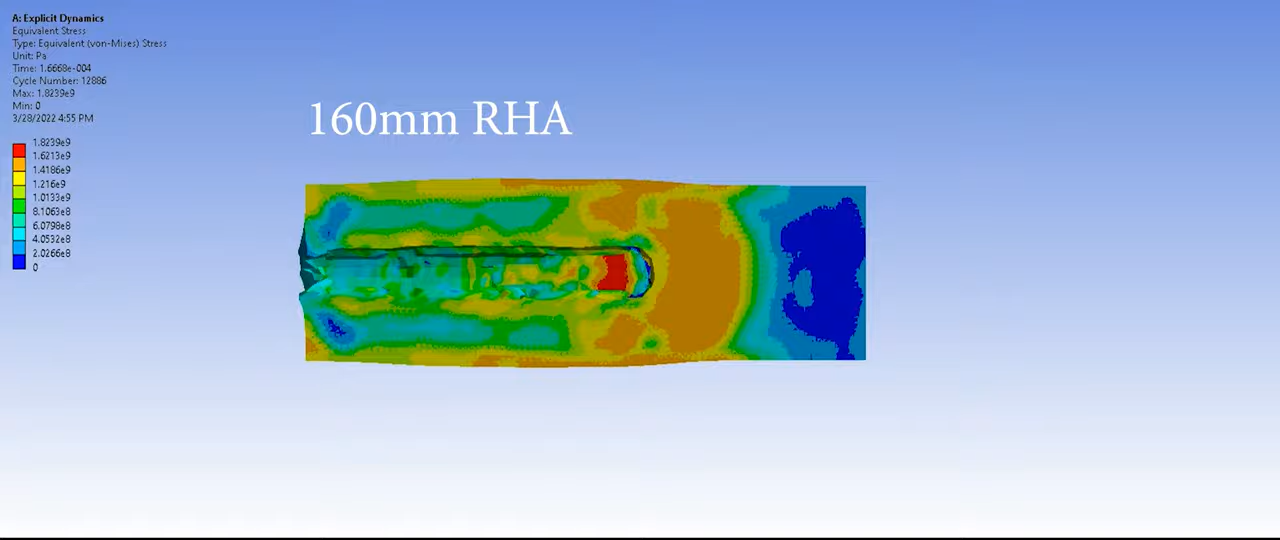 A: Explicit Dynamics
Equivalent Stress
Type: Equivalent (von-Mises) Stress
Unit: Pa
Time: 1.6668e-004
Cycle Number: 12886
Max: 1.8239e9
Min: 0
3/28/2022 4:55 PM
160mm RHA
1.8239e9
1.6213e9
1.4186e9
1.216e9
1.0133e9
8.1063e8
6.0798e8
4.0532e8
2.0266e8
0